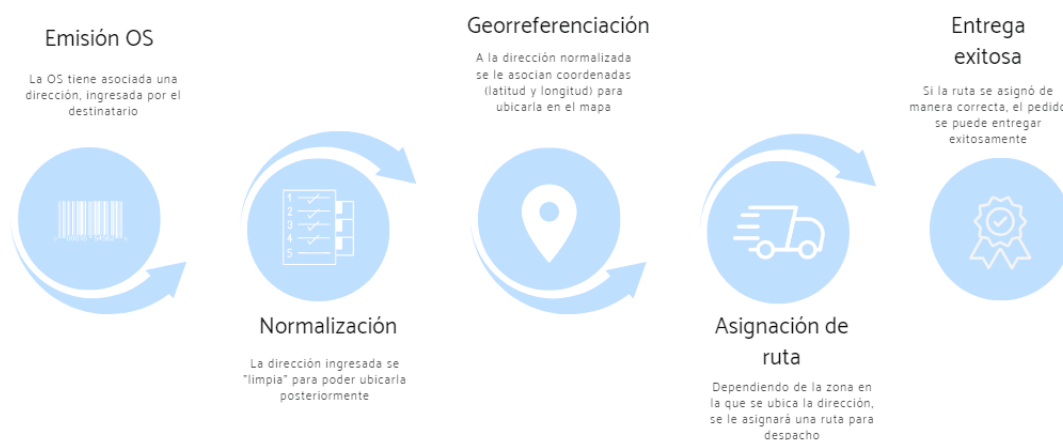 Emisión OS
La OS tiene asociada una
dirección, ingresada por el
destinatario
Normalización
La dirección ingresada se
"limpia" para poder ubicarla
posteriormente
1
2
3
4
5
Georreferenciación
A la dirección normalizada
se le asocian coordenadas
(latitud y longitud) para
ubicarla en el mapa
Asignación de
ruta
Dependiendo de la zona en
la que se ubica la dirección,
se le asignará una ruta para
despacho
Entrega
exitosa
Si la ruta se asignó de
manera correcta, el pedido
se puede entregar
exitosamente